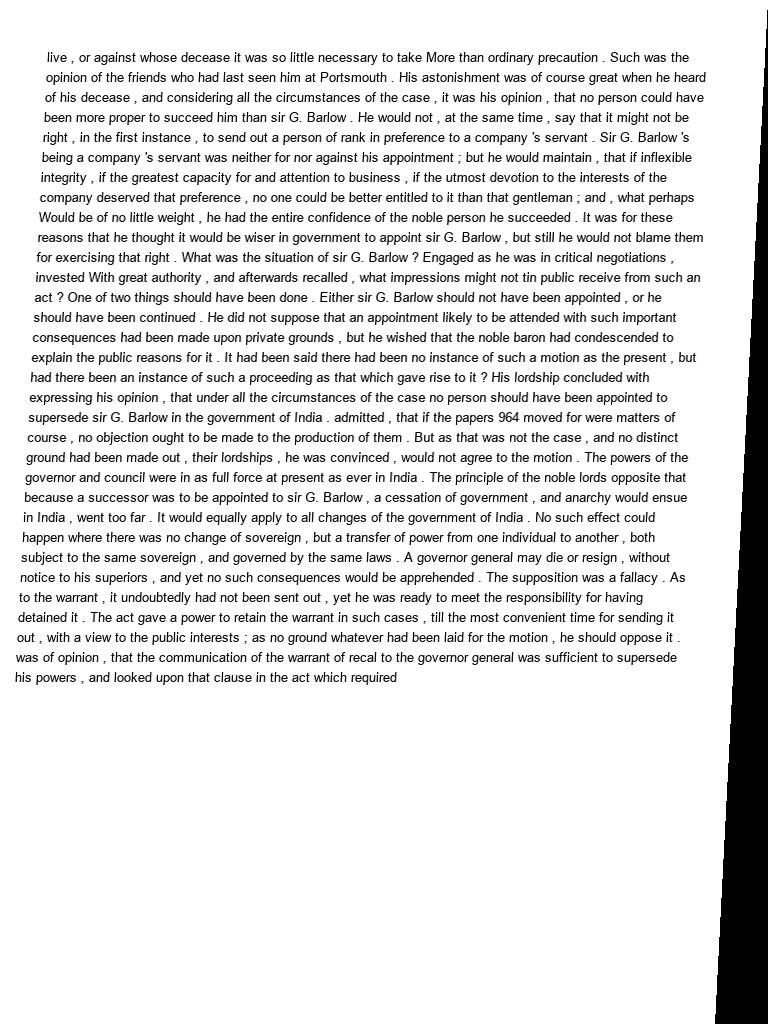 live , or against whose decease it was so little necessary to take More than ordinary precaution . Such was the
opinion of the friends who had last seen him at Portsmouth . His astonishment was of course great when he heard
of his decease , and considering all the circumstances of the case , it was his opinion , that no person could have
been more proper to succeed him than sir G. Barlow . He would not , at the same time , say that it might not be
right , in the first instance , to send out a person of rank in preference to a company 's servant . Sir G. Barlow 's
being a company 's servant was neither for nor against his appointment ; but he would maintain , that if inflexible
integrity , if the greatest capacity for and attention to business , if the utmost devotion to the interests of the
company deserved that preference , no one could be better entitled to it than that gentleman ; and , what perhaps
Would be of no little weight , he had the entire confidence of the noble person he succeeded . It was for these
reasons that he thought it would be wiser in government to appoint sir G. Barlow , but still he would not blame them
for exercising that right . What was the situation of sir G. Barlow ? Engaged as he was in critical negotiations ,
invested With great authority , and afterwards recalled , what impressions might not tin public receive from such an
act ? One of two things should have been done . Either sir G. Barlow should not have been appointed , or he
should have been continued . He did not suppose that an appointment likely to be attended with such important
consequences had been made upon private grounds , but he wished that the noble baron had condescended to
explain the public reasons for it . It had been said there had been no instance of such a motion as the present , but
had there been an instance of such a proceeding as that which gave rise to it ? His lordship concluded with
expressing his opinion , that under all the circumstances of the case no person should have been appointed to
supersede sir G. Barlow in the government of India . admitted , that if the papers 964 moved for were matters of
course , no objection ought to be made to the production of them . But as that was not the case , and no distinct
ground had been made out , their lordships , he was convinced , would not agree to the motion . The powers of the
governor and council were in as full force at present as ever in India . The principle of the noble lords opposite that
because a successor was to be appointed to sir G. Barlow , a cessation of government , and anarchy would ensue
in India , went too far . It would equally apply to all changes of the government of India . No such effect could
happen where there was no change of sovereign , but a transfer of power from one individual to another , both
subject to the same sovereign , and governed by the same laws . A governor general may die or resign , without
notice to his superiors , and yet no such consequences would be apprehended . The supposition was a fallacy . As
to the warrant , it undoubtedly had not been sent out , yet he was ready to meet the responsibility for having
detained it . The act gave a power to retain the warrant in such cases , till the most convenient time for sending it
out , with a view to the public interests ; as no ground whatever had been laid for the motion , he should oppose it .
was of opinion , that the communication of the warrant of recal to the governor general was sufficient to supersede
his powers , and looked upon that clause in the act which required